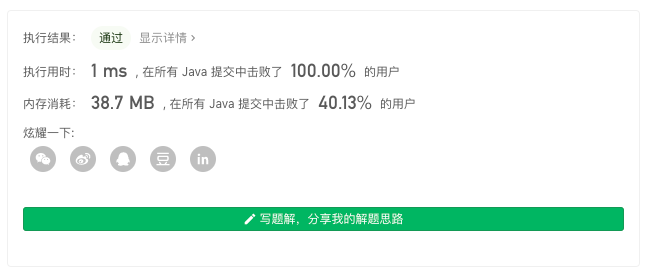 执行结果： 通过 显示详情 ›
执行用时： 1 ms , 在所有 Java 提交中击败了 100.00% 的用户
内存消耗： 38.7 MB , 在所有 Java 提交中击败了 40.13% 的用户
炫耀一下:
豆 in
写题解，分享我的解题思路